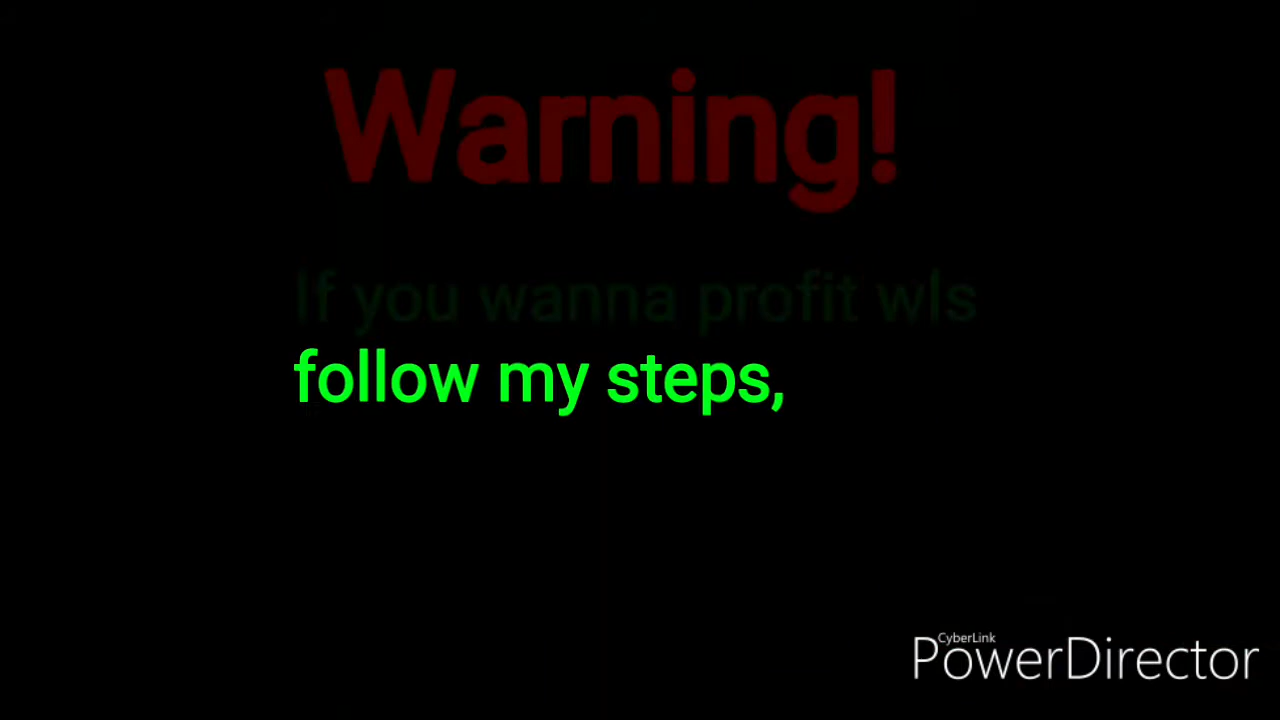 Warning!
If you wanna profit wls
follow my steps,
CyberLink
PowerDirector